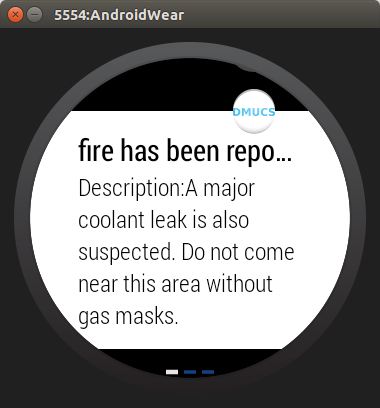 5554:AndroidWear
DMUCS
fire has been repo...
Description:A major
coolant leak is also
suspected. Do not come
near this area without
gas masks.